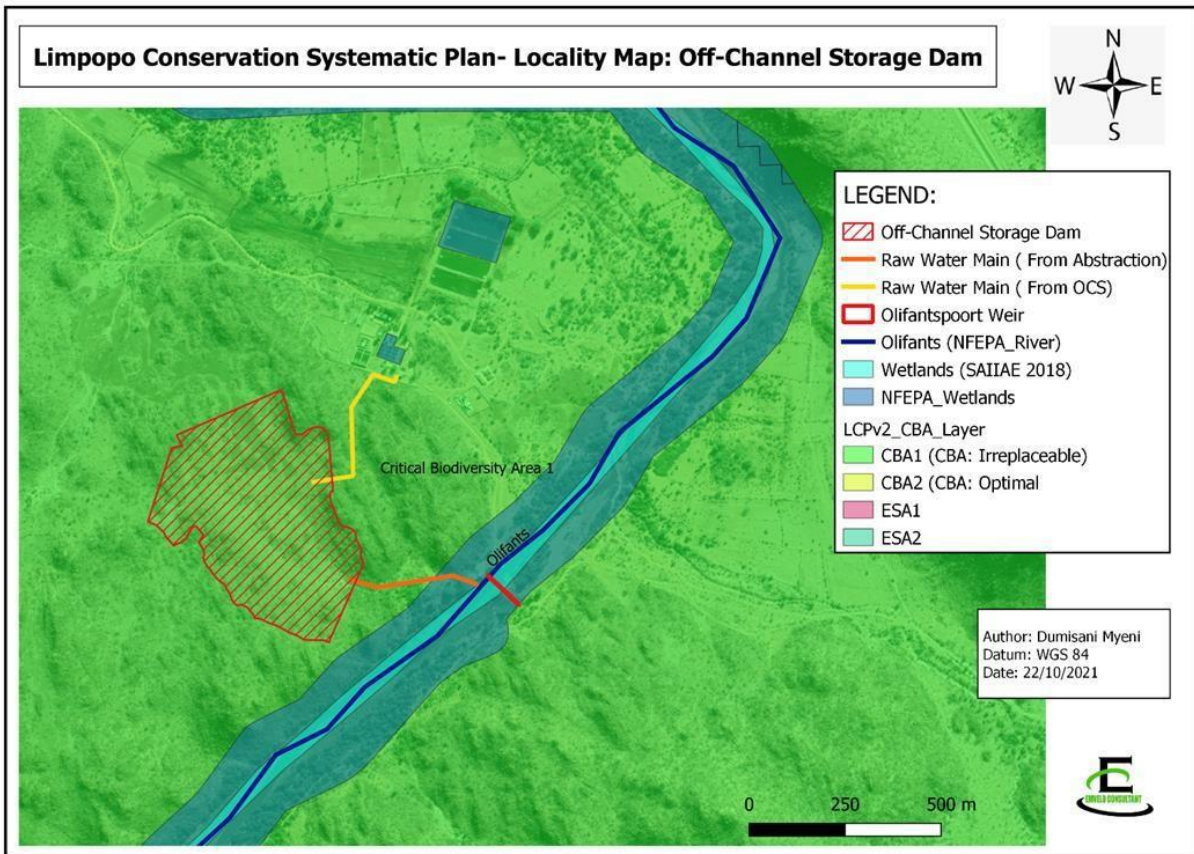 Limpopo Conservation Systematic Plan- Locality Map: Off-Channel Storage Dam
N
W
E
S
LEGEND:
Off-Channel Storage Dam
Raw Water Main ( From Abstraction)
Raw Water Main ( From OCS)
Olifantspoort Weir
Olifants (NFEPA_River)
Wetlands (SAIIAE 2018)
NFEPA_Wetlands
LCPv2_CBA_Layer
CBA1 (CBA: Irreplaceable)
CBA2 (CBA: Optimal
ESA1
ESA2
Critical Biodiversity Area 1
Olifants
Author: Dumisani Myeni
Datum: WGS 84
Date: 22/10/2021
0 250 500 m
E
EMVELO CONSULTANT